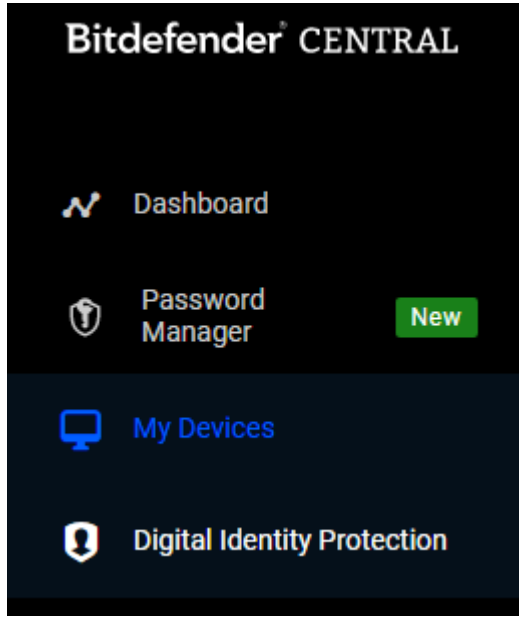 Bitdefender® CENTRAL
Dashboard
Password
Manager
New
My Devices
Digital Identity Protection